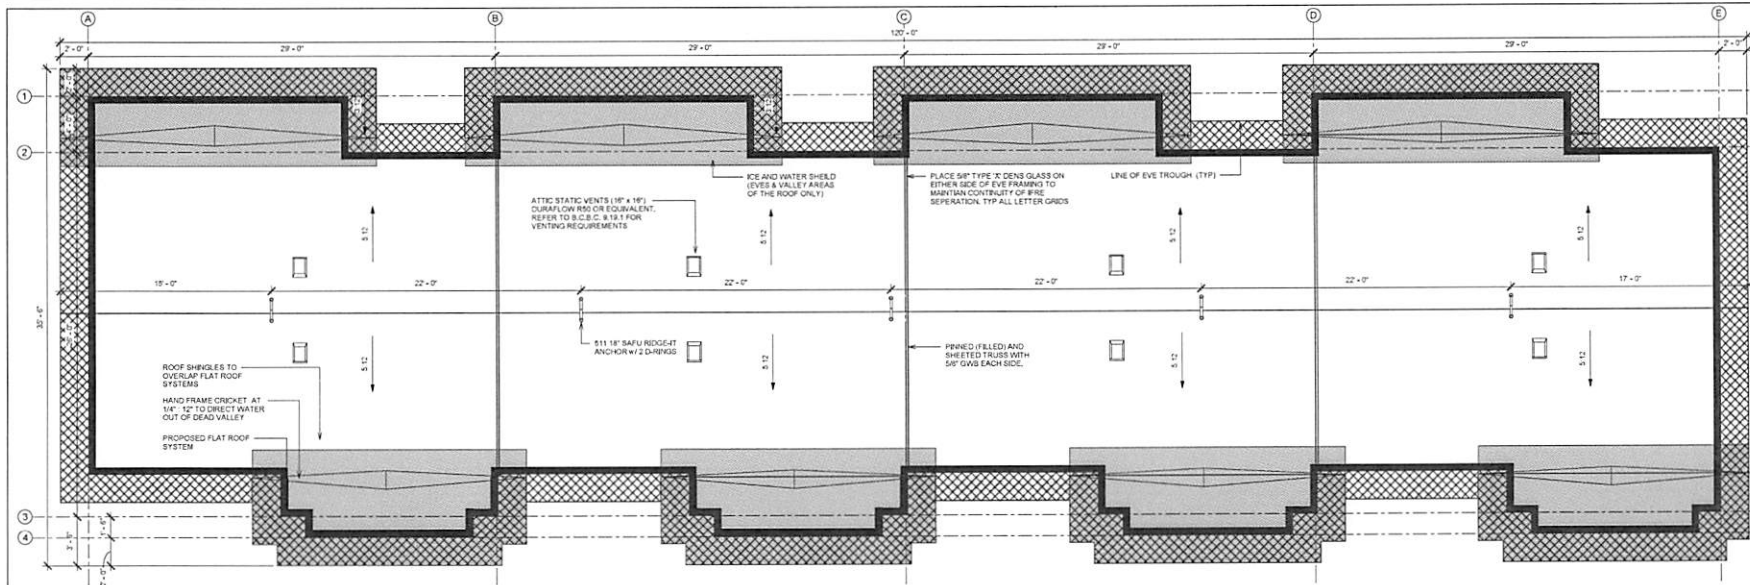 A
B
C
D
E
120' - 0"
2' - 0"
29' - 0"
29' - 0"
29' - 0"
29' - 0"
2' - 0"
1
2
ICE AND WATER SHEILD
(EVES & VALLEY AREAS
OF THE ROOF ONLY)
PLACE 5/8" TYPE 'X' DENS GLASS ON
EITHER SIDE OF EVE FRAMING TO
MAINTIAN CONTINUITY OF IFRE
SEPERATION. TYP ALL LETTER GRIDS
LINE OF EVE TROUGH (TYP)
ATTIC STATIC VENTS (16" x 16")
DURAFLOW R50 OR EQUIVALENT,
REFER TO B.C.B.C. 9.19.1 FOR
VENTING REQUIREMENTS
5:12
5:12
5:12
5:12
18' - 0"
22' - 0"
22' - 0"
22' - 0"
22' - 0"
17' - 0"
35' - 6"
511 18" SAFU RIDGE-IT
ANCHOR w/ 2 D-RINGS
PINNED (FILLED) AND
SHEETED TRUSS WITH
5/8" GWB EACH SIDE.
5:12
5:12
5:12
5:12
ROOF SHINGLES TO
OVERLAP FLAT ROOF
SYSTEMS
HAND FRAME CRICKET AT
1/4" : 12" TO DIRECT WATER
OUT OF DEAD VALLEY
PROPOSED FLAT ROOF
SYSTEM
3
4
1' - 6"